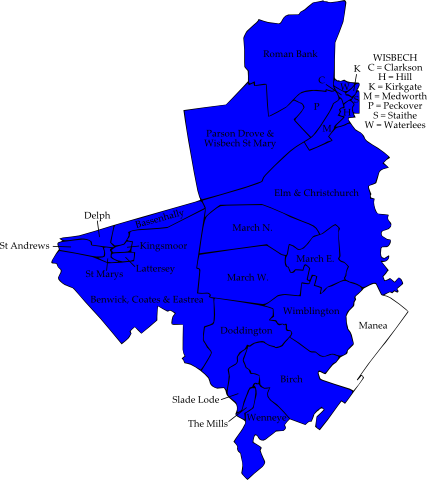 Roman Bank
WISBECH
C = Clarkson
H = Hill
K = Kirkgate
M = Medworth
P = Peckover
S = Staithe
W = Waterlees
K
C
P
M
Parson Drove &
Wisbech St Mary
Elm & Christchurch
Delph
Bassenhally
St Andrews
Kingsmoor
St Marys
Lattersey
March N
March E
March W
Benwick, Coates & Eastrea
Wimblington
Doddington
Manea
Birch
Slade Lode
The Mills
Wenneye